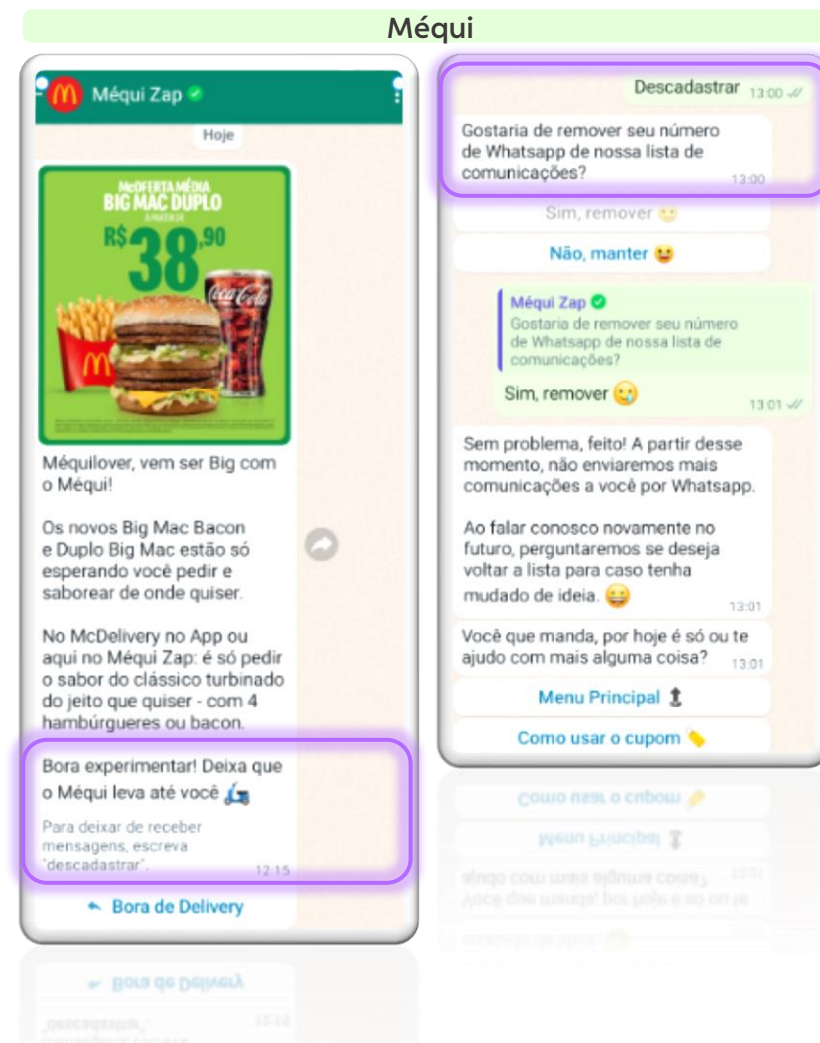 Méqui
Méqui Zap
Hoje
McOFERTA MÉDIA
BIG MAC DUPLO
A PARTIR DE
R$38,90
Coca-Cola
Méquilover, vem ser Big com
o Méqui!
Os novos Big Mac Bacon
e Duplo Big Mac estão só
esperando você pedir e
saborear de onde quiser.
No McDelivery no App ou
aqui no Méqui Zap: é só pedir
o sabor do clássico turbinado
do jeito que quiser - com 4
hambúrgueres ou bacon.
Bora experimentar! Deixa que
o Méqui leva até você 🛵
Para deixar de receber
mensagens, escreva
"descadastrar".
12:15
Bora de Delivery
Descadastrar 13:00
Gostaria de remover seu número
de Whatsapp de nossa lista de
comunicações?
13:00
Sim, remover 🥲
Não, manter 😀
Méqui Zap
Gostaria de remover seu número
de Whatsapp de nossa lista de
comunicações?
Sim, remover 🥲
13:01
Sem problema, feito! A partir desse
momento, não enviaremos mais
comunicações a você por Whatsapp.
Ao falar conosco novamente no
futuro, perguntaremos se deseja
voltar a lista para caso tenha
mudado de ideia. 😀
13:01
Você que manda, por hoje é só ou te
ajudo com mais alguma coisa? 13:01
Menu Principal
Como usar o cupom